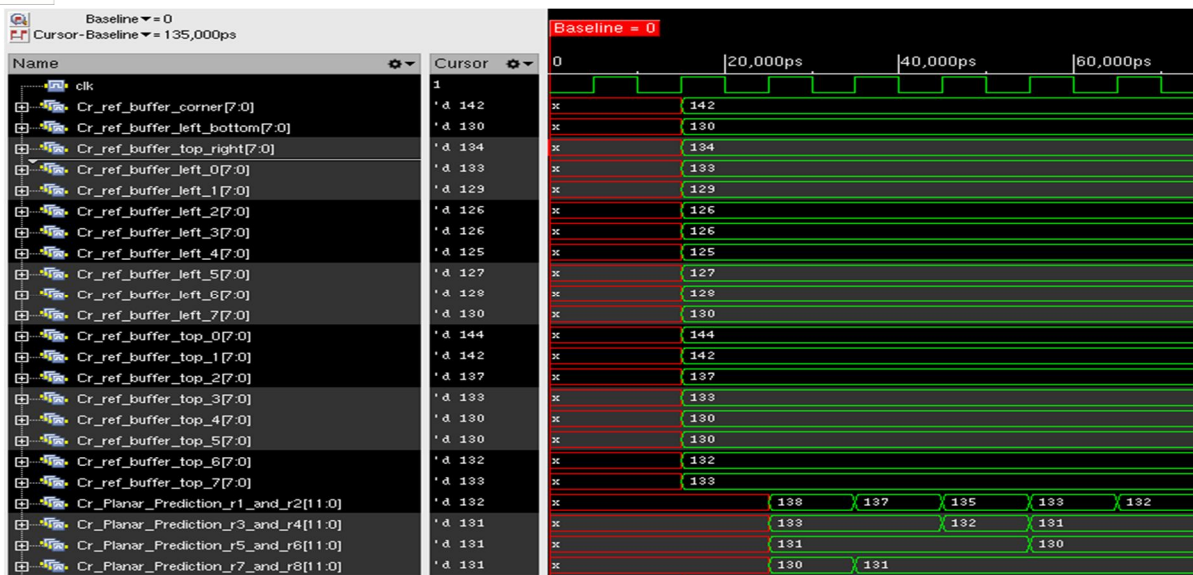 Baseline ▾= 0
Cursor-Baseline ▾= 135,000ps
Baseline = 0
Name Cursor 0 20,000ps 40,000ps 60,000ps
clk 1
Cr_ref_buffer_corner[7:0] 'd 142 x 142
Cr_ref_buffer_left_bottom[7:0] 'd 130 x 130
Cr_ref_buffer_top_right[7:0] 'd 134 x 134
Cr_ref_buffer_left_0[7:0] 'd 133 x 133
Cr_ref_buffer_left_1[7:0] 'd 129 x 129
Cr_ref_buffer_left_2[7:0] 'd 126 x 126
Cr_ref_buffer_left_3[7:0] 'd 126 x 126
Cr_ref_buffer_left_4[7:0] 'd 125 x 125
Cr_ref_buffer_left_5[7:0] 'd 127 x 127
Cr_ref_buffer_left_6[7:0] 'd 129 x 129
Cr_ref_buffer_left_7[7:0] 'd 130 x 130
Cr_ref_buffer_top_0[7:0] 'd 144 x 144
Cr_ref_buffer_top_1[7:0] 'd 142 x 142
Cr_ref_buffer_top_2[7:0] 'd 137 x 137
Cr_ref_buffer_top_3[7:0] 'd 133 x 133
Cr_ref_buffer_top_4[7:0] 'd 130 x 130
Cr_ref_buffer_top_5[7:0] 'd 130 x 130
Cr_ref_buffer_top_6[7:0] 'd 132 x 132
Cr_ref_buffer_top_7[7:0] 'd 133 x 133
Cr_Planar_Prediction_r1_and_r2[11:0] 'd 132 x 138 137 135 133 132
Cr_Planar_Prediction_r3_and_r4[11:0] 'd 131 x 133 132 131
Cr_Planar_Prediction_r5_and_r6[11:0] 'd 131 x 131 130
Cr_Planar_Prediction_r7_and_r8[11:0] 'd 131 x 130 131